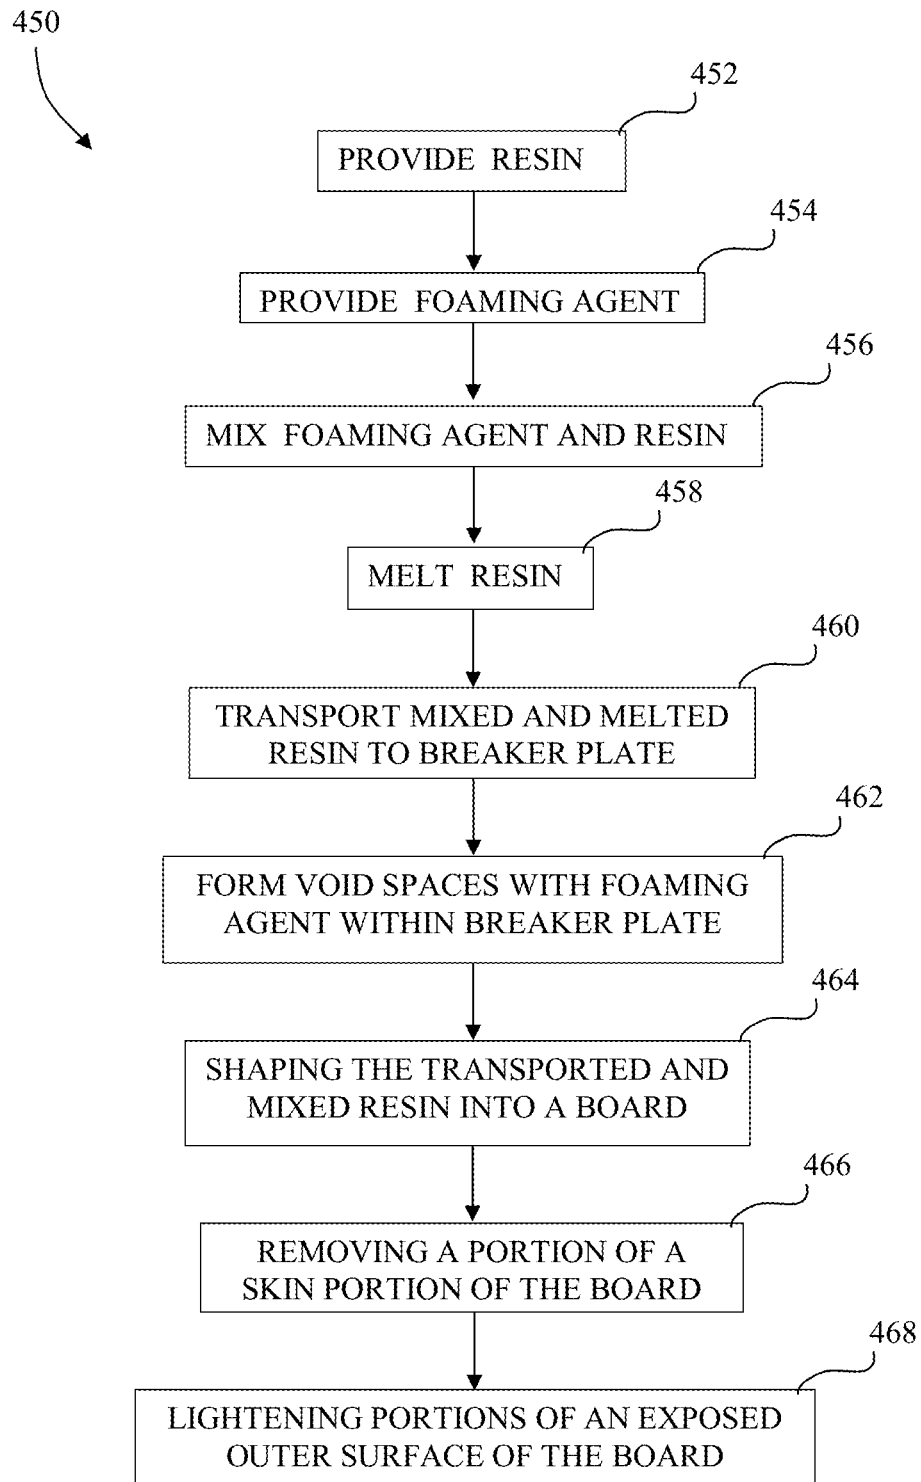 450
452
PROVIDE RESIN
454
PROVIDE FOAMING AGENT
456
MIX FOAMING AGENT AND RESIN
458
MELT RESIN
460
TRANSPORT MIXED AND MELTED
RESIN TO BREAKER PLATE
462
FORM VOID SPACES WITH FOAMING
AGENT WITHIN BREAKER PLATE
464
SHAPING THE TRANSPORTED AND
MIXED RESIN INTO A BOARD
466
REMOVING A PORTION OF A
SKIN PORTION OF THE BOARD
468
LIGHTENING PORTIONS OF AN EXPOSED
OUTER SURFACE OF THE BOARD